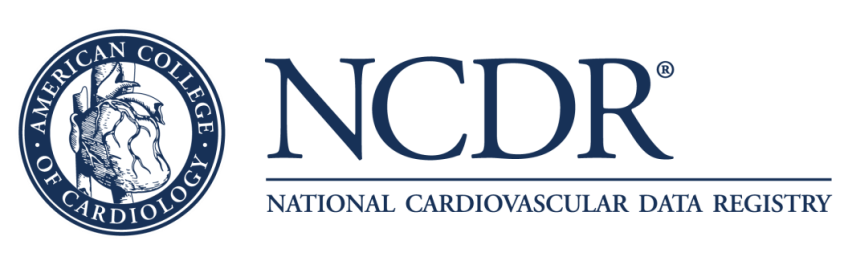 AMERICAN COLLEGE
· OF CARDIOLOGY ·
NCDR®
NATIONAL CARDIOVASCULAR DATA REGISTRY